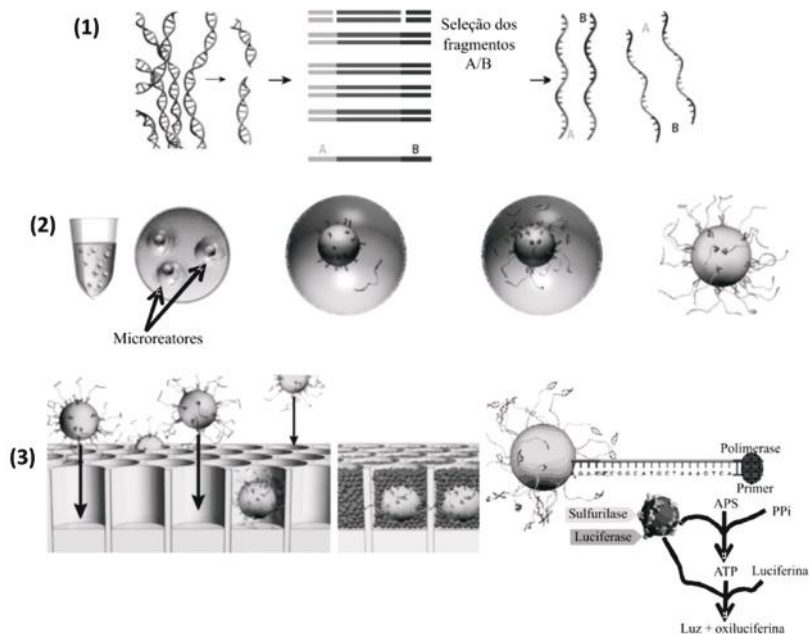 (1)
Seleção dos
fragmentos
A/B
A
B
B
A
A
B
(2)
Microreatores
(3)
Polimerase
Primer
Sulfurilase
Luciferase
APS
PPi
ATP
Luciferina
Luz + oxiluciferina